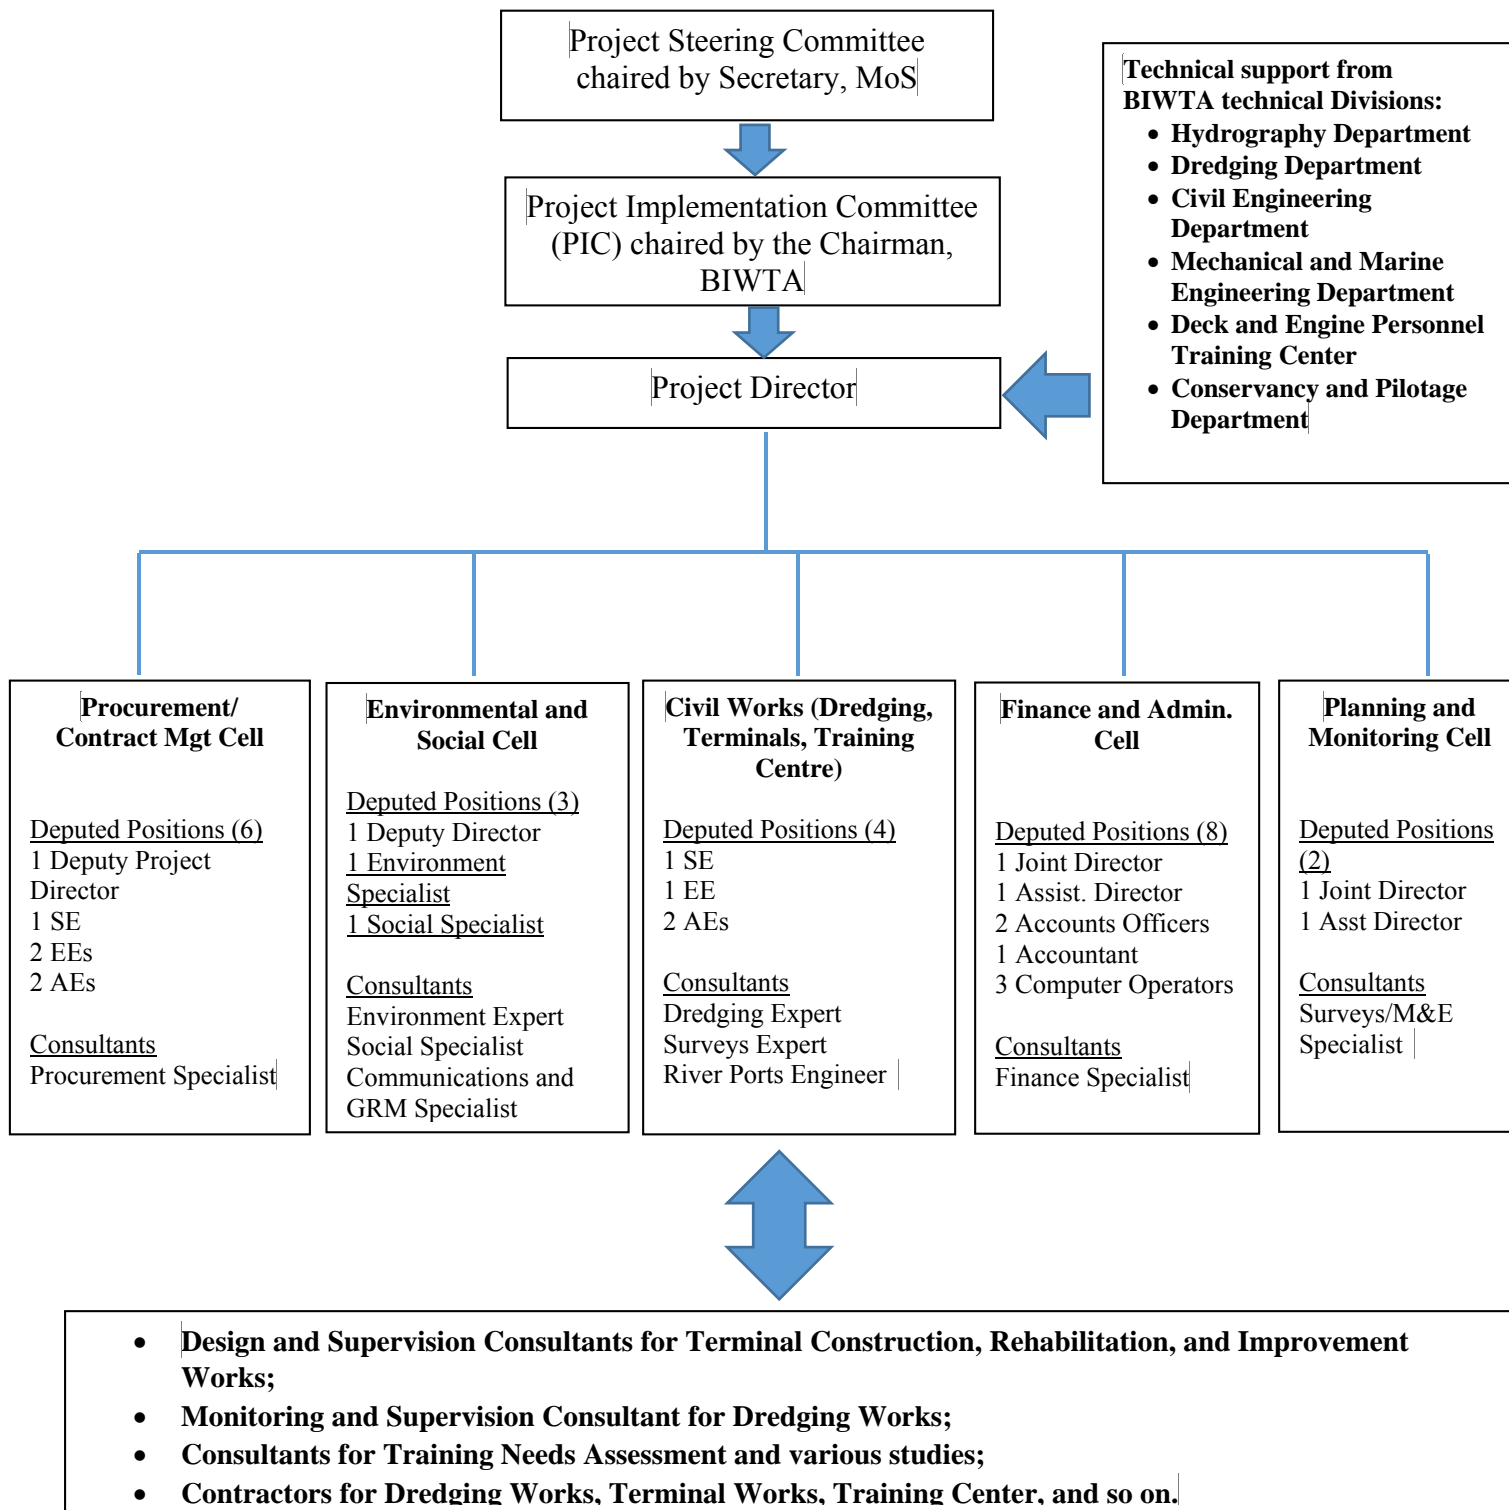 Project Steering Committee
chaired by Secretary, MoS
Technical support from
BIWTA technical Divisions:
• Hydrography Department
• Dredging Department
• Civil Engineering
Department
• Mechanical and Marine
Engineering Department
• Deck and Engine Personnel
Training Center
• Conservancy and Pilotage
Department
Project Implementation Committee
(PIC) chaired by the Chairman,
BIWTA
Project Director
Procurement/
Contract Mgt Cell
Deputed Positions (6)
1 Deputy Project
Director
1 SE
2 EEs
2 AEs
Consultants
Procurement Specialist
Environmental and
Social Cell
Deputed Positions (3)
1 Deputy Director
1 Environment
Specialist
1 Social Specialist
Consultants
Environment Expert
Social Specialist
Communications and
GRM Specialist
Civil Works (Dredging,
Terminals, Training
Centre)
Deputed Positions (4)
1 SE
1 EE
2 AEs
Consultants
Dredging Expert
Surveys Expert
River Ports Engineer
Finance and Admin.
Cell
Deputed Positions (8)
1 Joint Director
1 Assist. Director
2 Accounts Officers
1 Accountant
3 Computer Operators
Consultants
Finance Specialist
Planning and
Monitoring Cell
Deputed Positions
(2)
1 Joint Director
1 Asst Director
Consultants
Surveys/M&E
Specialist
• Design and Supervision Consultants for Terminal Construction, Rehabilitation, and Improvement
Works;
• Monitoring and Supervision Consultant for Dredging Works;
• Consultants for Training Needs Assessment and various studies;
• Contractors for Dredging Works, Terminal Works, Training Center, and so on.